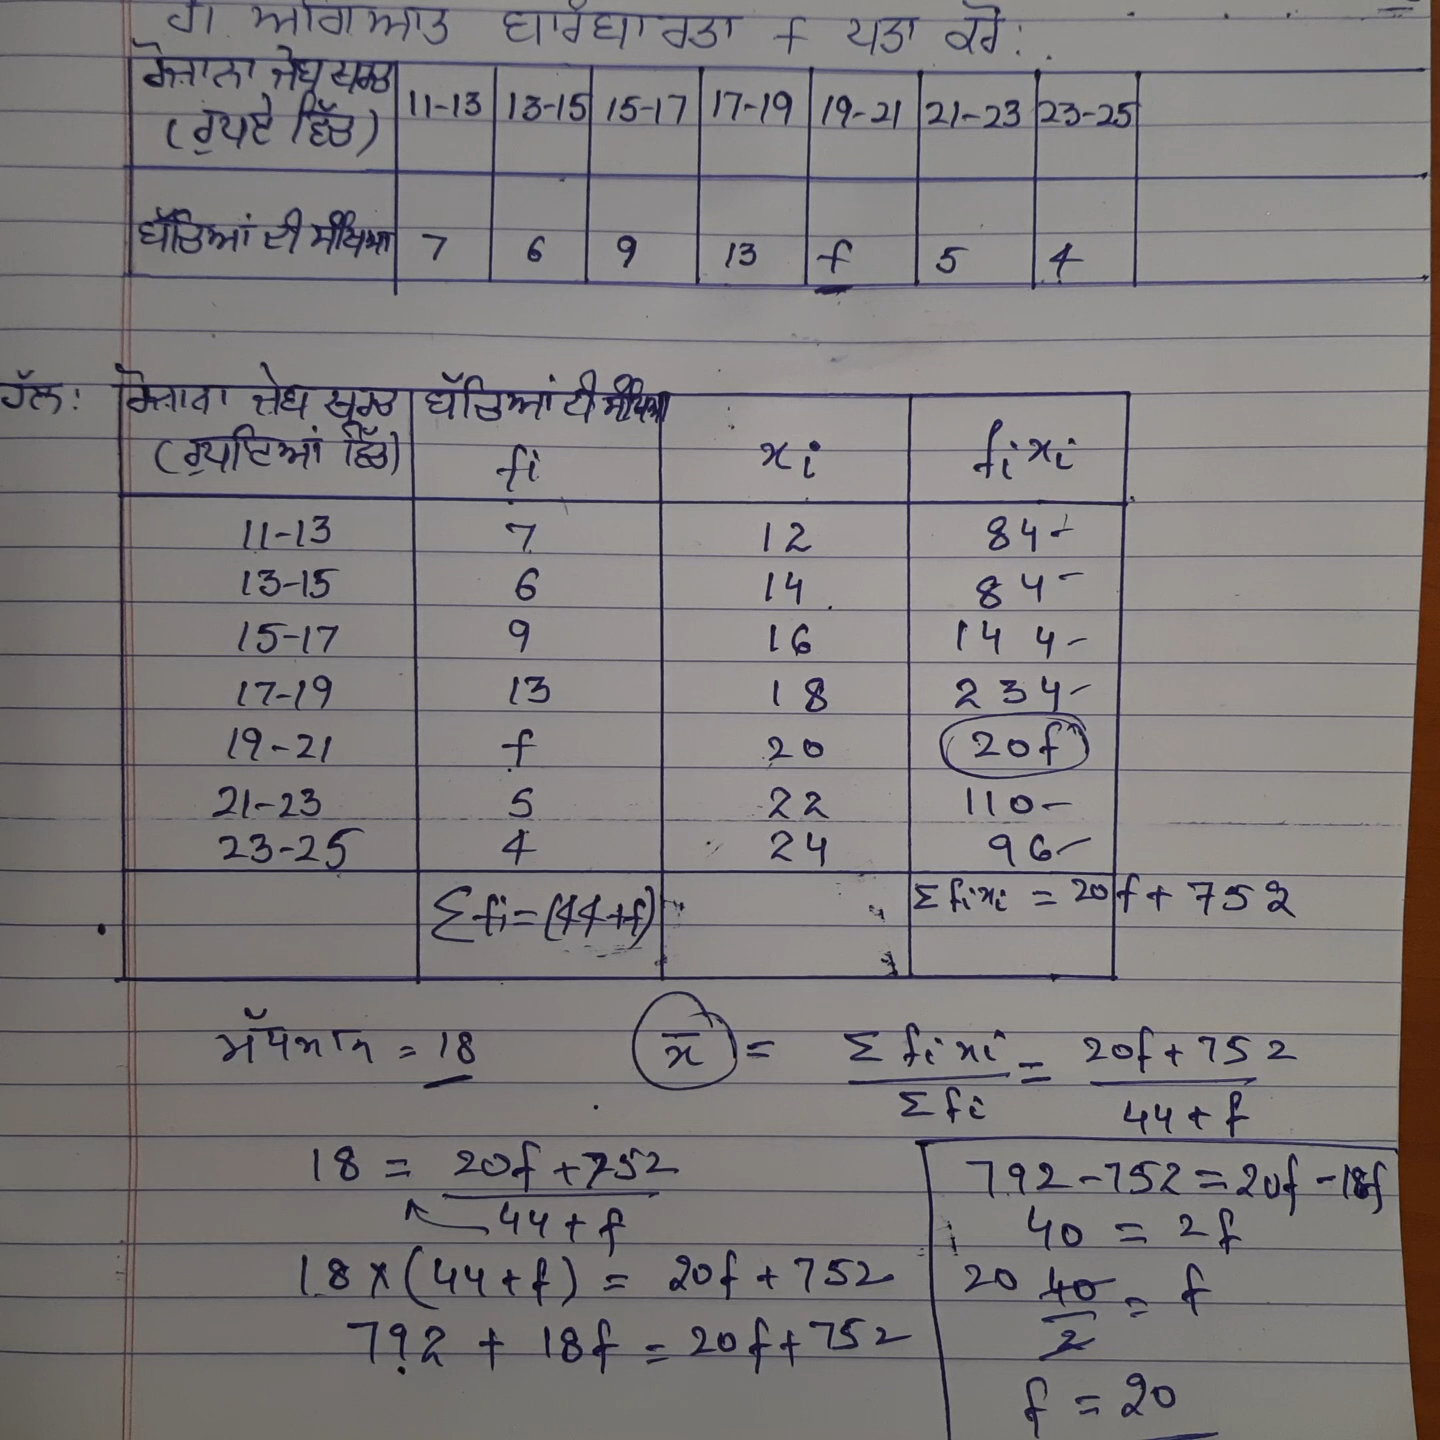 ਹੈ। ਅਗਿਆਤ ਬਾਰੰਬਾਰਤਾ f ਪਤਾ ਕਰੋ:
ਰੋਜ਼ਾਨਾ ਜੇਬ ਖਰਚ (ਰੁਪਏ ਵਿੱਚ) 11-13 13-15 15-17 17-19 19-21 21-23 23-25
ਬੱਚਿਆਂ ਦੀ ਸੰਖਿਆ 7 6 9 13 f 5 4
ਹੱਲ: ਰੋਜ਼ਾਨਾ ਜੇਬ ਖਰਚ ਬੱਚਿਆਂ ਦੀ ਸੰਖਿਆ
(ਰੁਪਇਆਂ ਵਿੱਚ) fi xi fixi
11-13 7 12 84
13-15 6 14 84
15-17 9 16 144
17-19 13 18 234
19-21 f 20 20f
21-23 5 22 110
23-25 4 24 96
Σfi=(44+f) Σfixi = 20f+752
ਮੱਧਮਾਨ = 18 x̄ = Σfixi/Σfi = 20f+752/44+f
18 = 20f+752/44+f
18×(44+f) = 20f+752
792 + 18f = 20f+752
792-752=20f-18f
40 = 2f
20 40/2 = f
f = 20